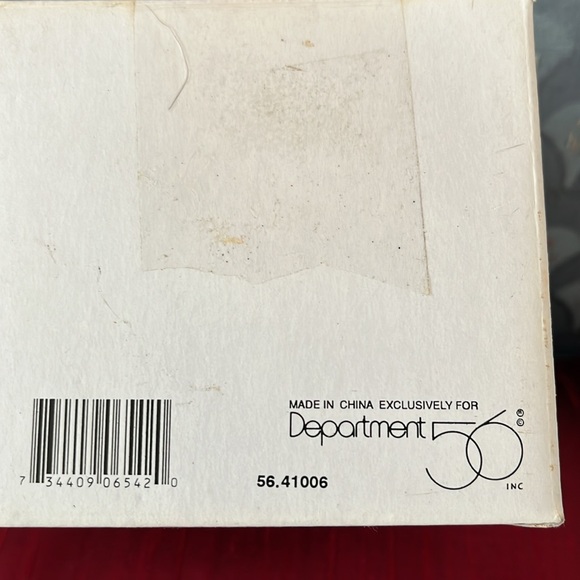 MADE IN CHINA EXCLUSIVELY FOR
Department 56 ® ©
INC
56.41006
7 34409 06542 0